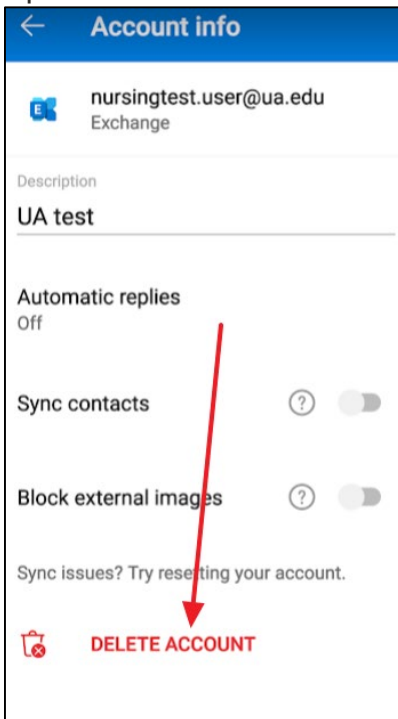 Account info
E
nursingtest.user@ua.edu
Exchange
Description
UA test
Automatic replies
Off
Sync contacts ?
Block external images ?
Sync issues? Try resetting your account.
DELETE ACCOUNT